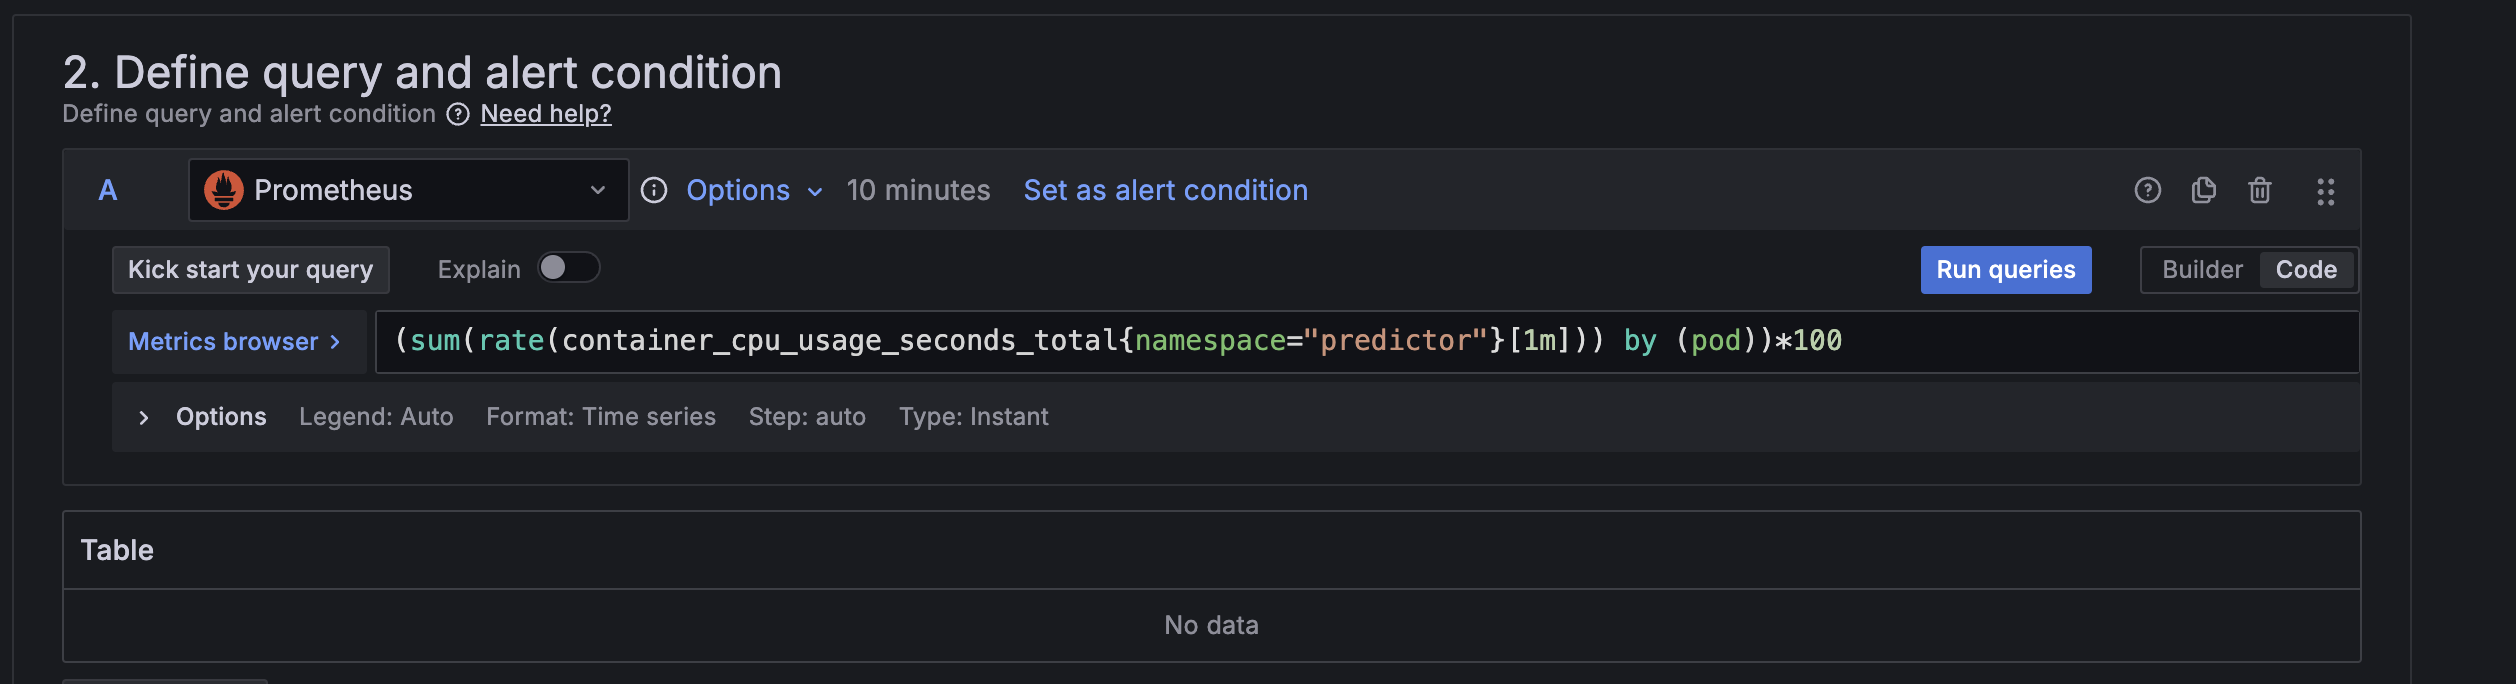 2. Define query and alert condition
Define query and alert condition Need help?
A Prometheus Options 10 minutes Set as alert condition
Kick start your query Explain Run queries Builder Code
Metrics browser > (sum(rate(container_cpu_usage_seconds_total{namespace="predictor"}[1m])) by (pod))*100
> Options Legend: Auto Format: Time series Step: auto Type: Instant
Table
No data